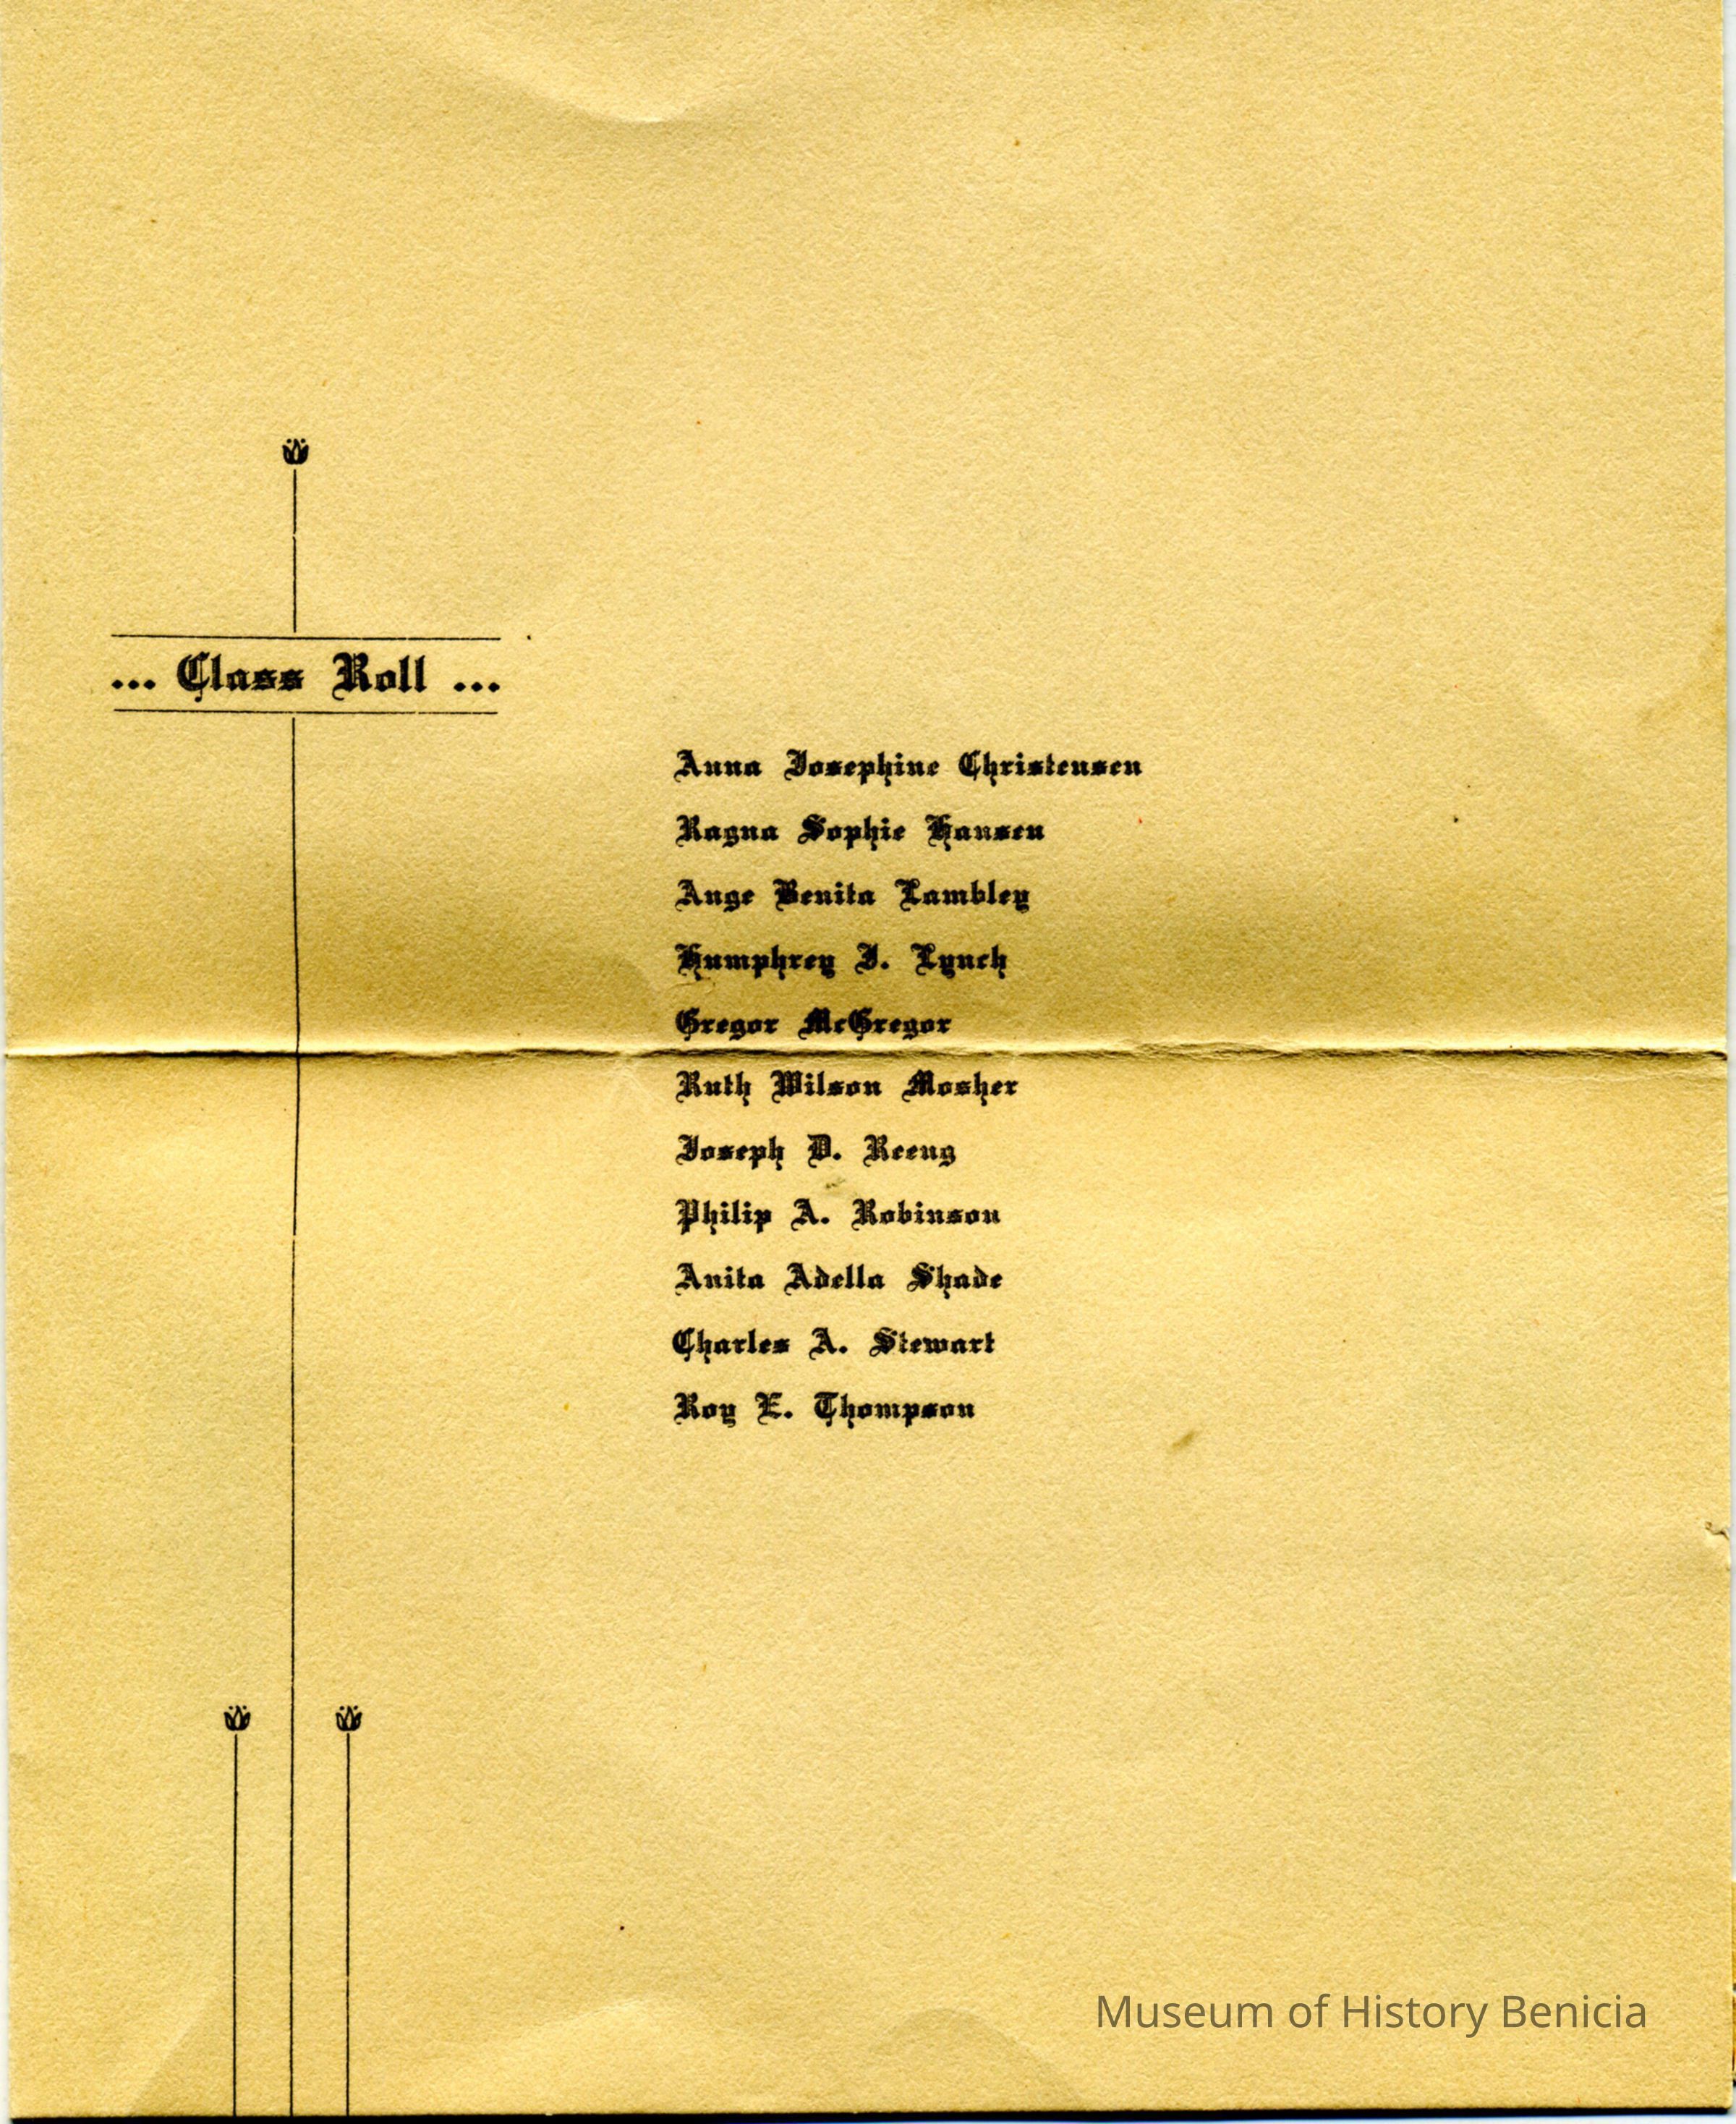 ... Class Roll ...
Anna Josephine Christensen
Ragna Sophie Hansen
Ange Benita Lambley
Humphrey J. Lynch
Gregor McGregor
Ruth Wilson Mosher
Joseph D. Reeng
Philip A. Robinson
Anita Adella Shade
Charles A. Stewart
Roy E. Thompson
Museum of History Benicia